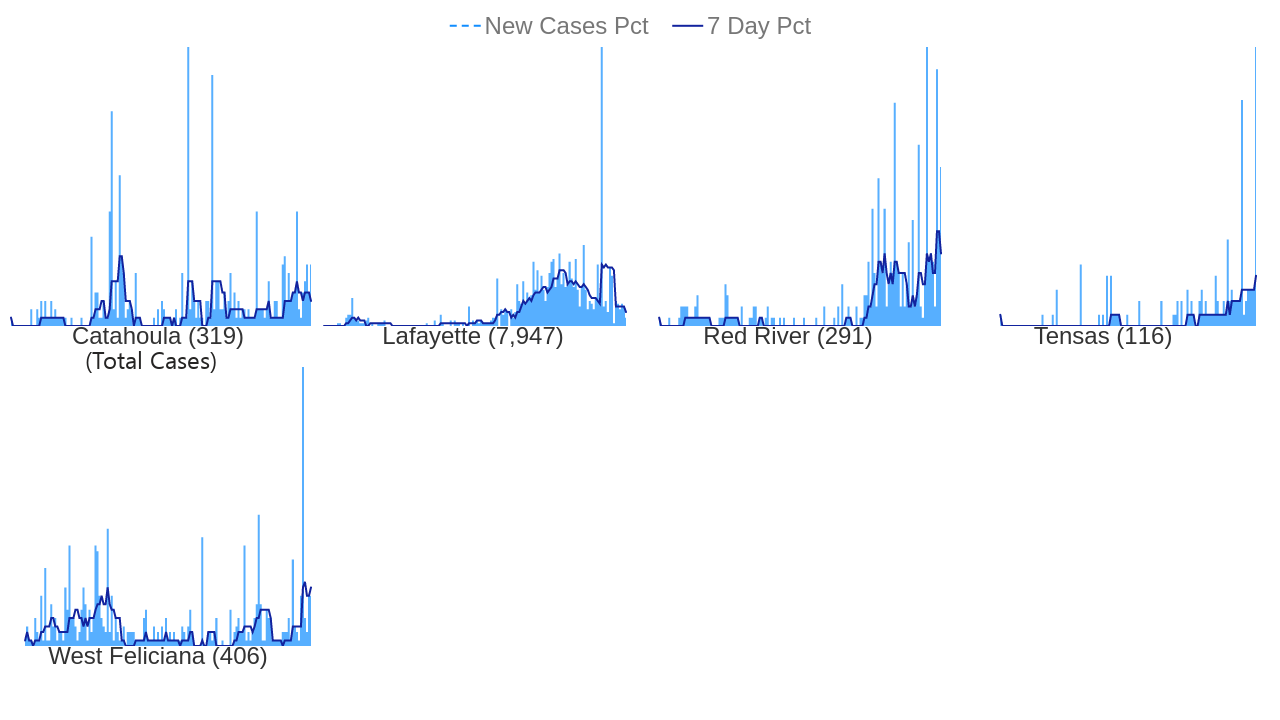 New Cases Pct 7 Day Pct
Catahoula (319) Lafayette (7,947) Red River (291) Tensas (116)
(Total Cases)
West Feliciana (406)